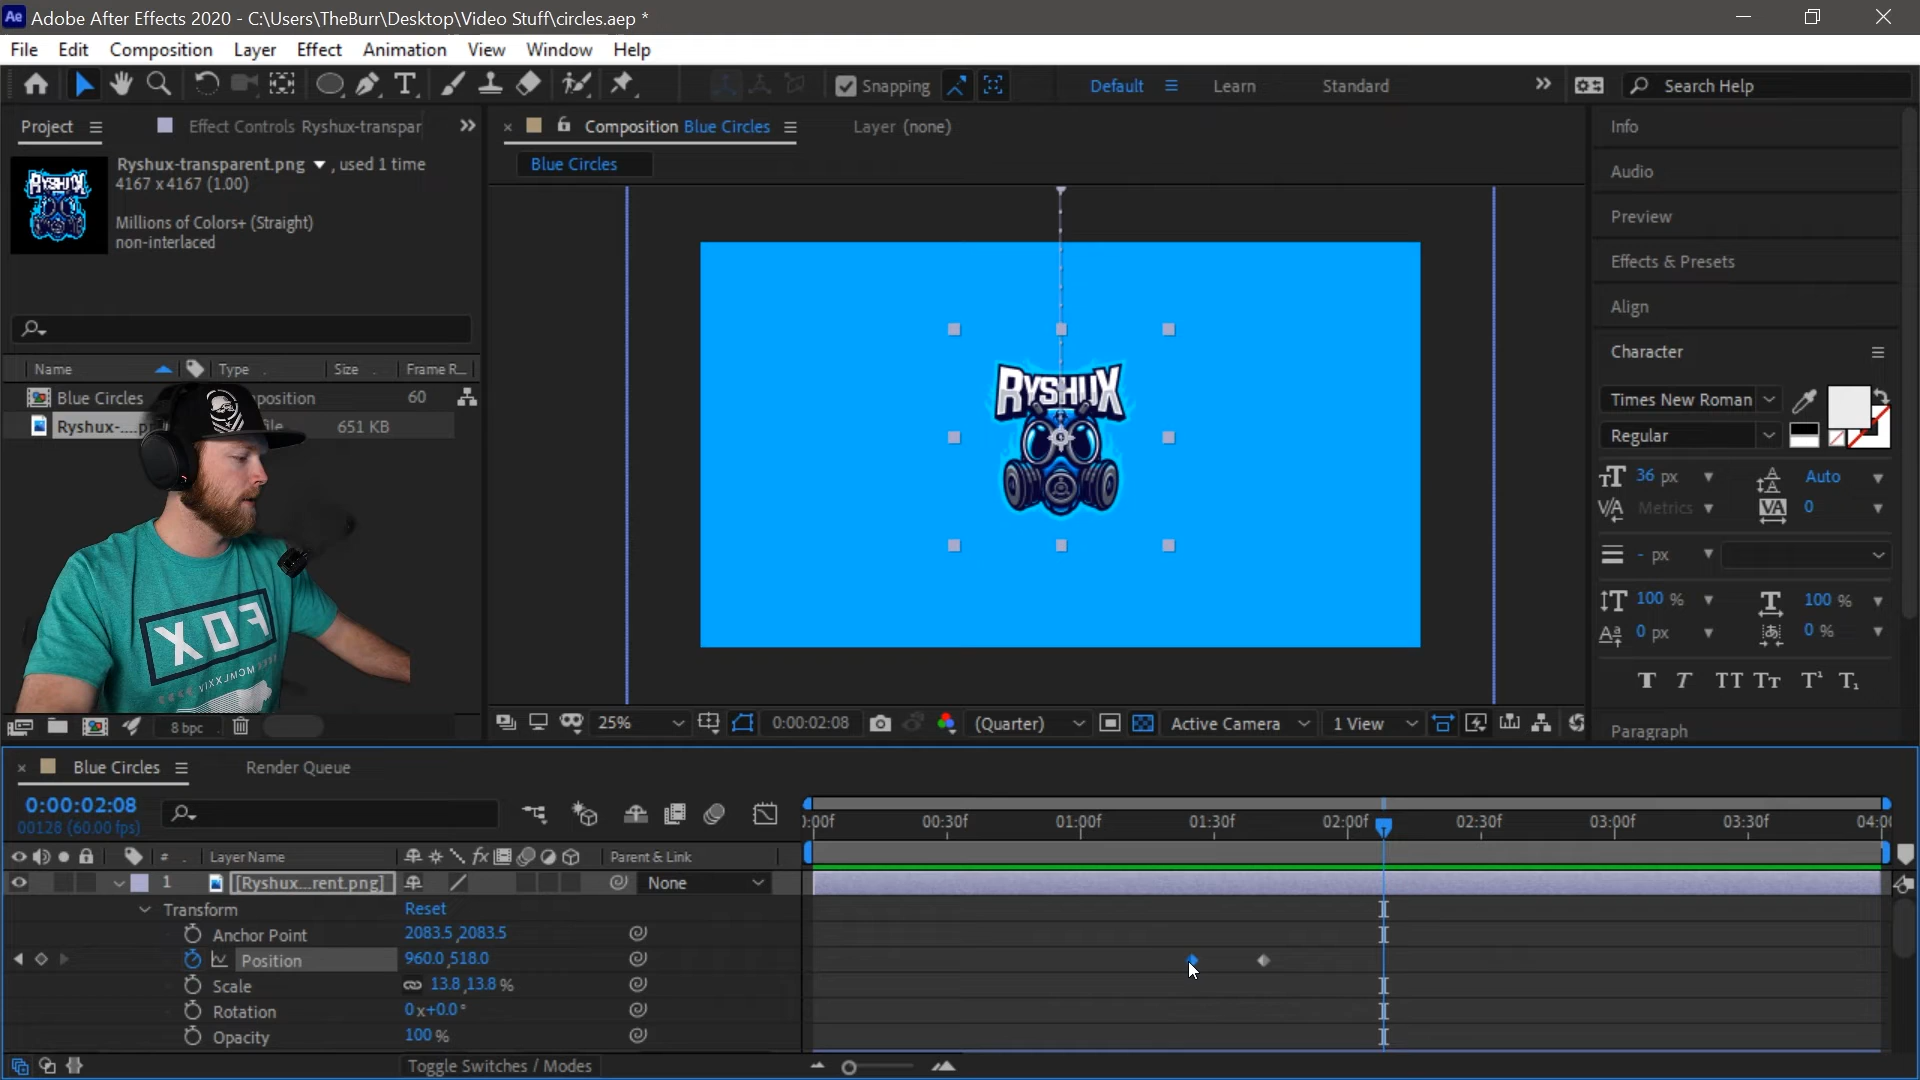 Ae Adobe After Effects 2020 - C:\Users\TheBurr\Desktop\Video Stuff\circles.aep *
File Edit Composition Layer Effect Animation View Window Help
Snapping Default Learn Standard Search Help
Project Effect Controls Ryshux-transpar
Composition Blue Circles Layer (none)
Blue Circles
Ryshux-transparent.png , used 1 time
4167 x 4167 (1.00)
Millions of Colors+ (Straight)
non-interlaced
RYSHUX
Name Type Size Frame R...
Blue Circles position 60
Ryshux-....p ile 651 KB
RYSHUX
FOX
MCMLXXIV
8 bpc
25% 0:00:02:08 (Quarter) Active Camera 1 View
Info
Audio
Preview
Effects & Presets
Align
Character
Times New Roman
Regular
36 px Auto
Metrics 0
- px
100 % 100 %
0 px 0 %
T T TT Tt T¹ T₁
Paragraph
Blue Circles Render Queue
0:00:02:08
00128 (60.00 fps)
):00f 00:30f 01:00f 01:30f 02:00f 02:30f 03:00f 03:30f 04:0
# Layer Name fx Parent & Link
1 [Ryshux...rent.png] None
Transform Reset
Anchor Point 2083.5,2083.5
Position 960.0,518.0
Scale 13.8,13.8 %
Rotation 0x+0.0°
Opacity 100 %
Toggle Switches / Modes